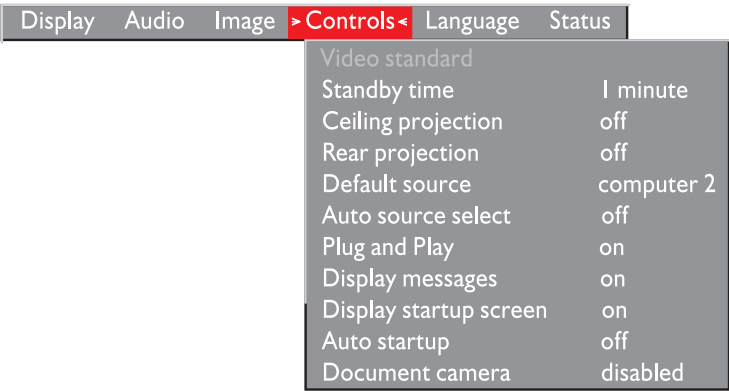 Display Audio Image >Controls< Language Status
Video standard
Standby time 1 minute
Ceiling projection off
Rear projection off
Default source computer 2
Auto source select off
Plug and Play on
Display messages on
Display startup screen on
Auto startup off
Document camera disabled